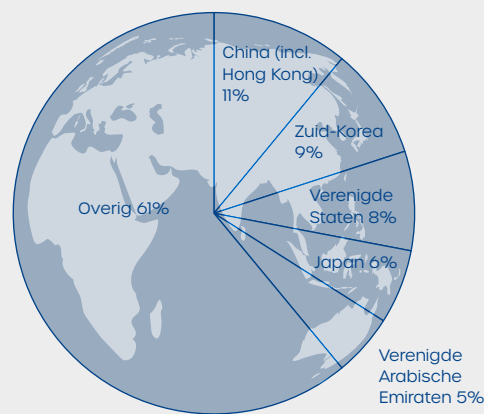 China (incl.
Hong Kong)
11%
Zuid-Korea
9%
Verenigde
Staten 8%
Overig 61%
Japan 6%
Verenigde
Arabische
Emiraten 5%